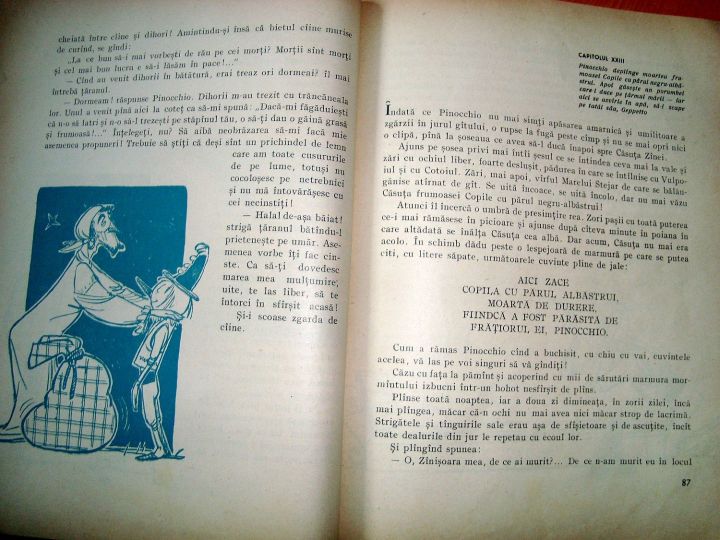 cheiată între cîine și dihori! Amintindu-și însă că bietul cîine murise
de curînd, se gîndi:
„La ce bun să-i mai vorbești de rău pe cei morți? Morții sînt morți
și cel mai bun lucru e să-i lăsăm în pace!..."
— Cînd au venit dihorii în bătătură, erai treaz ori dormeai? îl mai
întrebă țăranul.
— Dormeam! răspunse Pinocchio. Dihorii m-au trezit cu trăncăneala
lor. Unul a venit pînă aici la coteț ca să-mi spună: „Dacă-mi făgăduiești
că n-o să latri și n-o să-l trezești pe stăpînul tău, o să-ți dau o găină grasă
și frumoasă!..." Înțelegeți, nu? Să aibă neobrăzarea să-mi facă mie
asemenea propuneri! Trebuie să știți că deși sînt un prichindel de lemn
care am toate cusururile
de pe lume, totuși nu
cocoloșesc pe netrebnici
și nu mă întovărășesc cu
cei necinstiți!
— Halal de-așa băiat!
strigă țăranul bătîndu-l
prietenește pe umăr. Ase-
menea vorbe îți fac cin-
ste. Ca să-ți dovedesc
marea mea mulțumire,
uite, te las liber, să te
întorci în sfîrșit acasă!
Și-i scoase zgarda de
cîine.
CAPITOLUL XXIII
Pinocchio deplînge moartea fru-
moasei Copile cu părul negru-albă-
strui. Apoi găsește un porumbel
care-l duce pe țărmul mării — iar
aici se azvîrle în apă, să-l scape
pe tatăl său, Geppetto
Îndată ce Pinocchio nu mai simți apăsarea amarnică și umilitoare a
zgărzii în jurul gîtului, o rupse la fugă peste cîmp și nu se mai opri nici
o clipă, pînă la șoseaua ce avea să-l ducă înapoi spre Căsuța Zînei.
Ajuns pe șosea privi mai întîi șesul ce se întindea ceva mai la vale și
zări cu ochiul liber, foarte deslușit, pădurea în care se întîlnise cu Vulpo-
iul și cu Cotoiul. Zări, mai apoi, vîrful Marelui Stejar de care se bălăn-
gănise atîrnat de gît. Se uită încoace, se uită încolo, dar nu mai văzu
Căsuța frumoasei Copile cu părul negru-albăstrui!
Atunci îl încercă o umbră de presimțire rea. Zori pașii cu toată puterea
ce-i mai rămăsese în picioare și ajunse după cîteva minute în poiana în
care altădată se înălța Căsuța cea albă. Dar acum, Căsuța nu mai era
acolo. În schimb dădu peste o lespejoară de marmură pe care se putea
citi, cu litere săpate, următoarele cuvinte pline de jale:
AICI ZACE
COPILA CU PĂRUL ALBĂSTRUI,
MOARTĂ DE DURERE,
FIINDCĂ A FOST PĂRĂSITĂ DE
FRĂȚIORUL EI, PINOCCHIO.
Cum a rămas Pinocchio cînd a buchisit, cu chiu cu vai, cuvintele
acelea, vă las pe voi singuri să vă gîndiți!
Căzu cu fața la pămînt și acoperind cu mii de sărutări marmura mor-
mîntului izbucni într-un hohot nesfîrșit de plîns.
Plînse toată noaptea, iar a doua zi dimineața, în zorii zilei, încă
mai plîngea, măcar că-n ochi nu mai avea nici măcar strop de lacrimă.
Strigătele și tînguirile sale erau așa de sfîșietoare și de ascuțite, încît
toate dealurile din jur le repetau cu ecoul lor.
Și plîngînd spunea:
— O, Zînișoara mea, de ce ai murit?... De ce n-am murit eu în locul
87